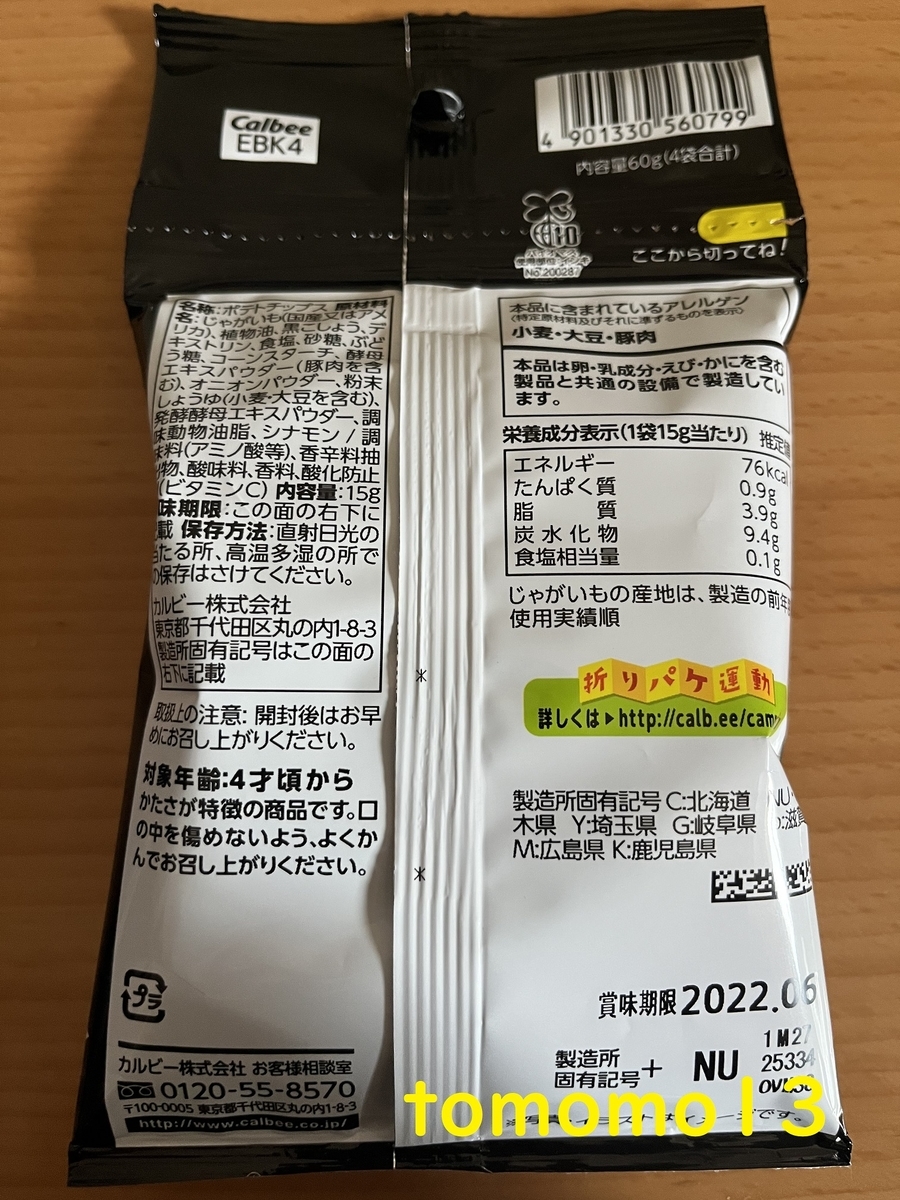 Calbee
EBK4
4 901330 560799
内容量60g(4袋合計)
No.200287
ここから切ってね!
名称:ポテトチップス 原材料
名:じゃがいも(国産又はアメ
リカ)、植物油、黒こしょう、デ
キストリン、食塩、砂糖、ぶど
う糖、コーンスターチ、酵母
エキスパウダー(豚肉を含
む)、オニオンパウダー、粉末
しょうゆ(小麦・大豆を含む)、
発酵酵母エキスパウダー、調
味動物油脂、シナモン/調
味料(アミノ酸等)、香辛料抽
物、酸味料、香料、酸化防止
(ビタミンC) 内容量:15g
味期限:この面の右下に
載 保存方法:直射日光の
当たる所、高温多湿の所で
の保存はさけてください。
カルビー株式会社
東京都千代田区丸の内1-8-3
製造所固有記号はこの面の
右下に記載
取扱上の注意: 開封後はお早
めにお召し上がりください。
対象年齢:4才頃から
かたさが特徴の商品です。口
の中を傷めないよう、よくか
んでお召し上がりください。
プラ
カルビー株式会社 お客様相談室
0120-55-8570
〒100-0005 東京都千代田区丸の内1-8-3
http://www.calbee.co.jp/
本品に含まれているアレルゲン
(特定原材料及びそれに準ずるものを表示)
小麦・大豆・豚肉
本品は卵・乳成分・えび・かにを含む
製品と共通の設備で製造してい
ます。
栄養成分表示(1袋15g当たり) 推定値
エネルギー 76kcal
たんぱく質 0.9g
脂質 3.9g
炭水化物 9.4g
食塩相当量 0.1g
じゃがいもの産地は、製造の前年
使用実績順
折りパケ運動
詳しくは▶http://calb.ee/cam
製造所固有記号 C:北海道 NU
木県 Y:埼玉県 G:岐阜県 :滋賀
M:広島県 K:鹿児島県
賞味期限2022.06
製造所
固有記号+ NU
1M27
25334
tomomo13